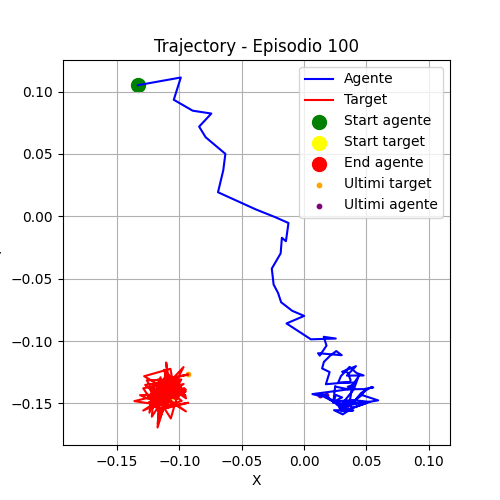 Trajectory - Episodio 100
Agente
Target
Start agente
Start target
End agente
Ultimi target
Ultimi agente
0.10
0.05
0.00
−0.05
−0.10
−0.15
−0.15
−0.10
−0.05
0.00
0.05
0.10
X